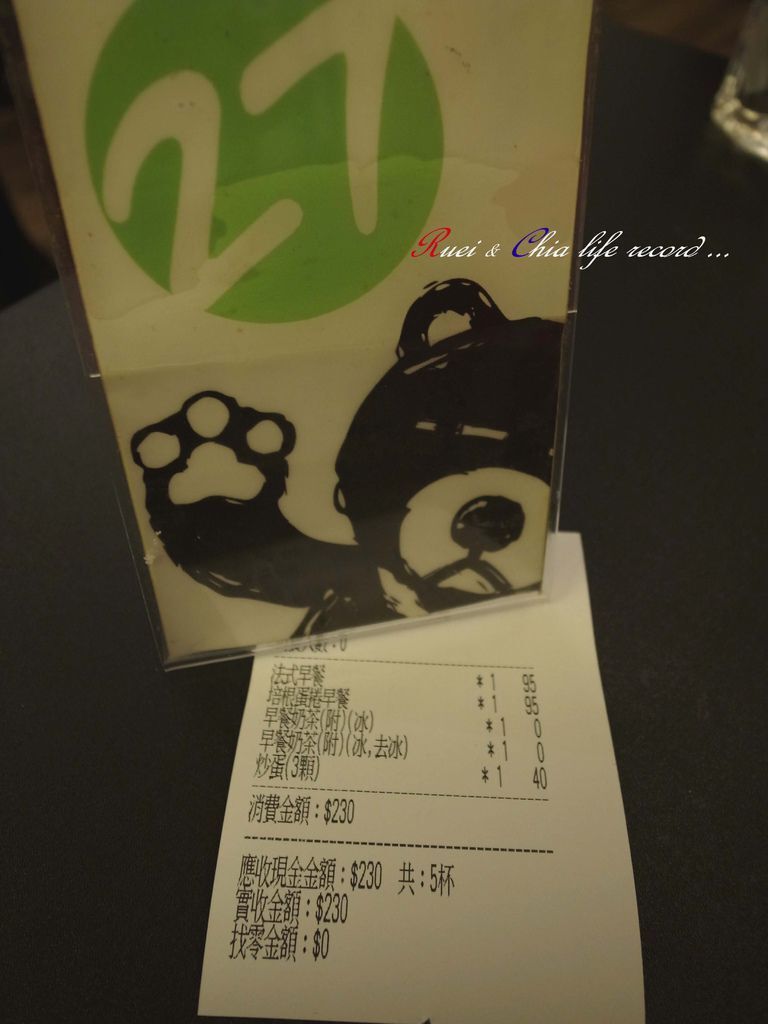 27
Ruei & Chia life record ...
數：0
法式早餐 *1 95
培根蛋捲早餐 *1 95
早餐奶茶(附)(冰) *1 0
早餐奶茶(附)(冰,去冰) *1 0
炒蛋(3顆) *1 40
消費金額：$230
應收現金金額：$230 共：5杯
實收金額：$230
找零金額：$0